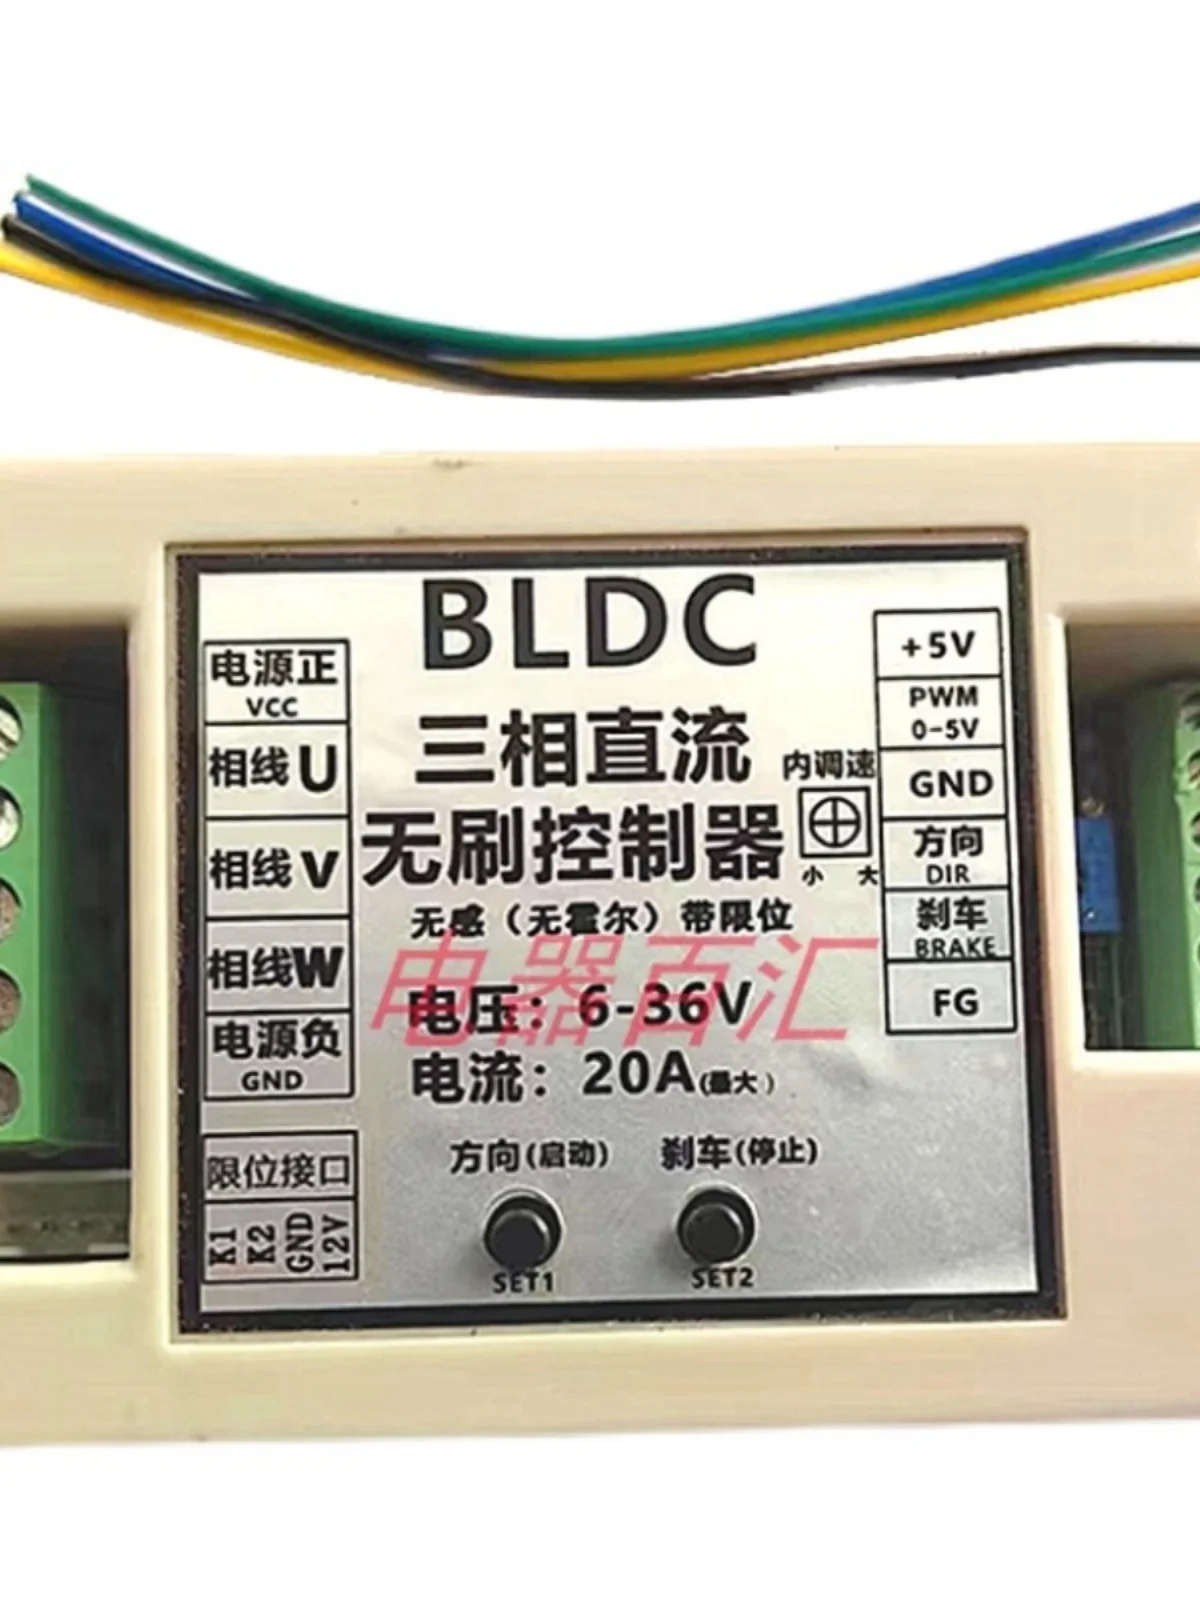 BLDC
三相直流
无刷控制器
无感（无霍尔）带限位
电压：6-36V
电流：20A(最大)
电源正
VCC
相线U
相线V
相线W
电源负
GND
限位接口
K1
K2
GND
12V
内调速
小 大
+5V
PWM
0-5V
GND
方向
DIR
刹车
BRAKE
FG
方向(启动)
刹车(停止)
SET1
SET2
电器百汇